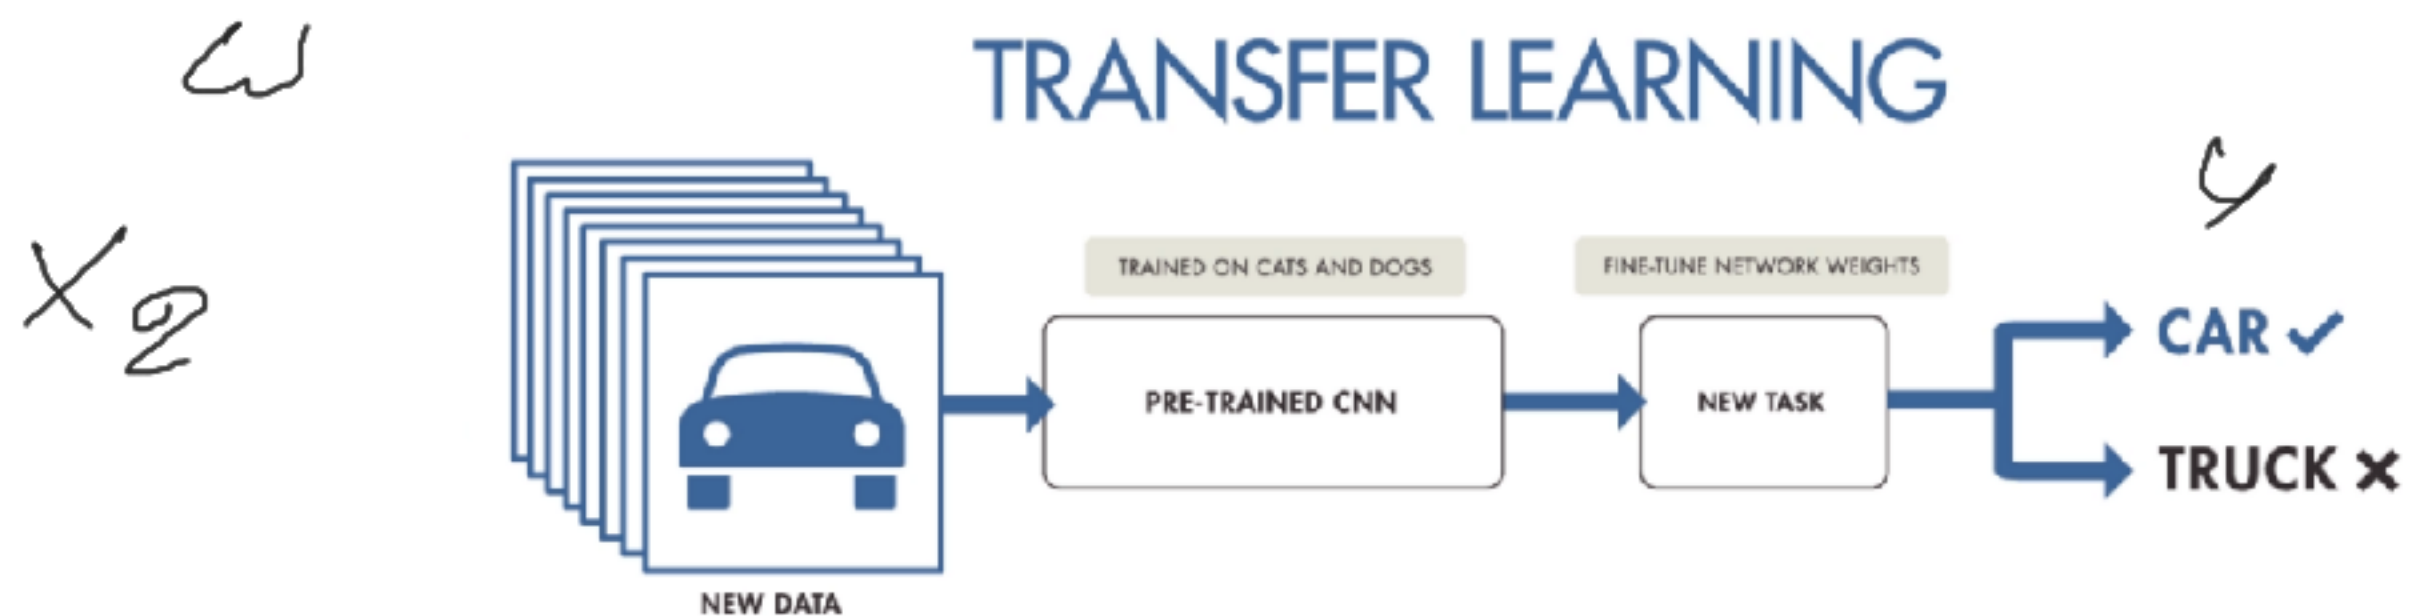 ω
TRANSFER LEARNING
y
X2
TRAINED ON CATS AND DOGS
FINE-TUNE NETWORK WEIGHTS
PRE-TRAINED CNN
NEW TASK
CAR ✓
TRUCK ✗
NEW DATA